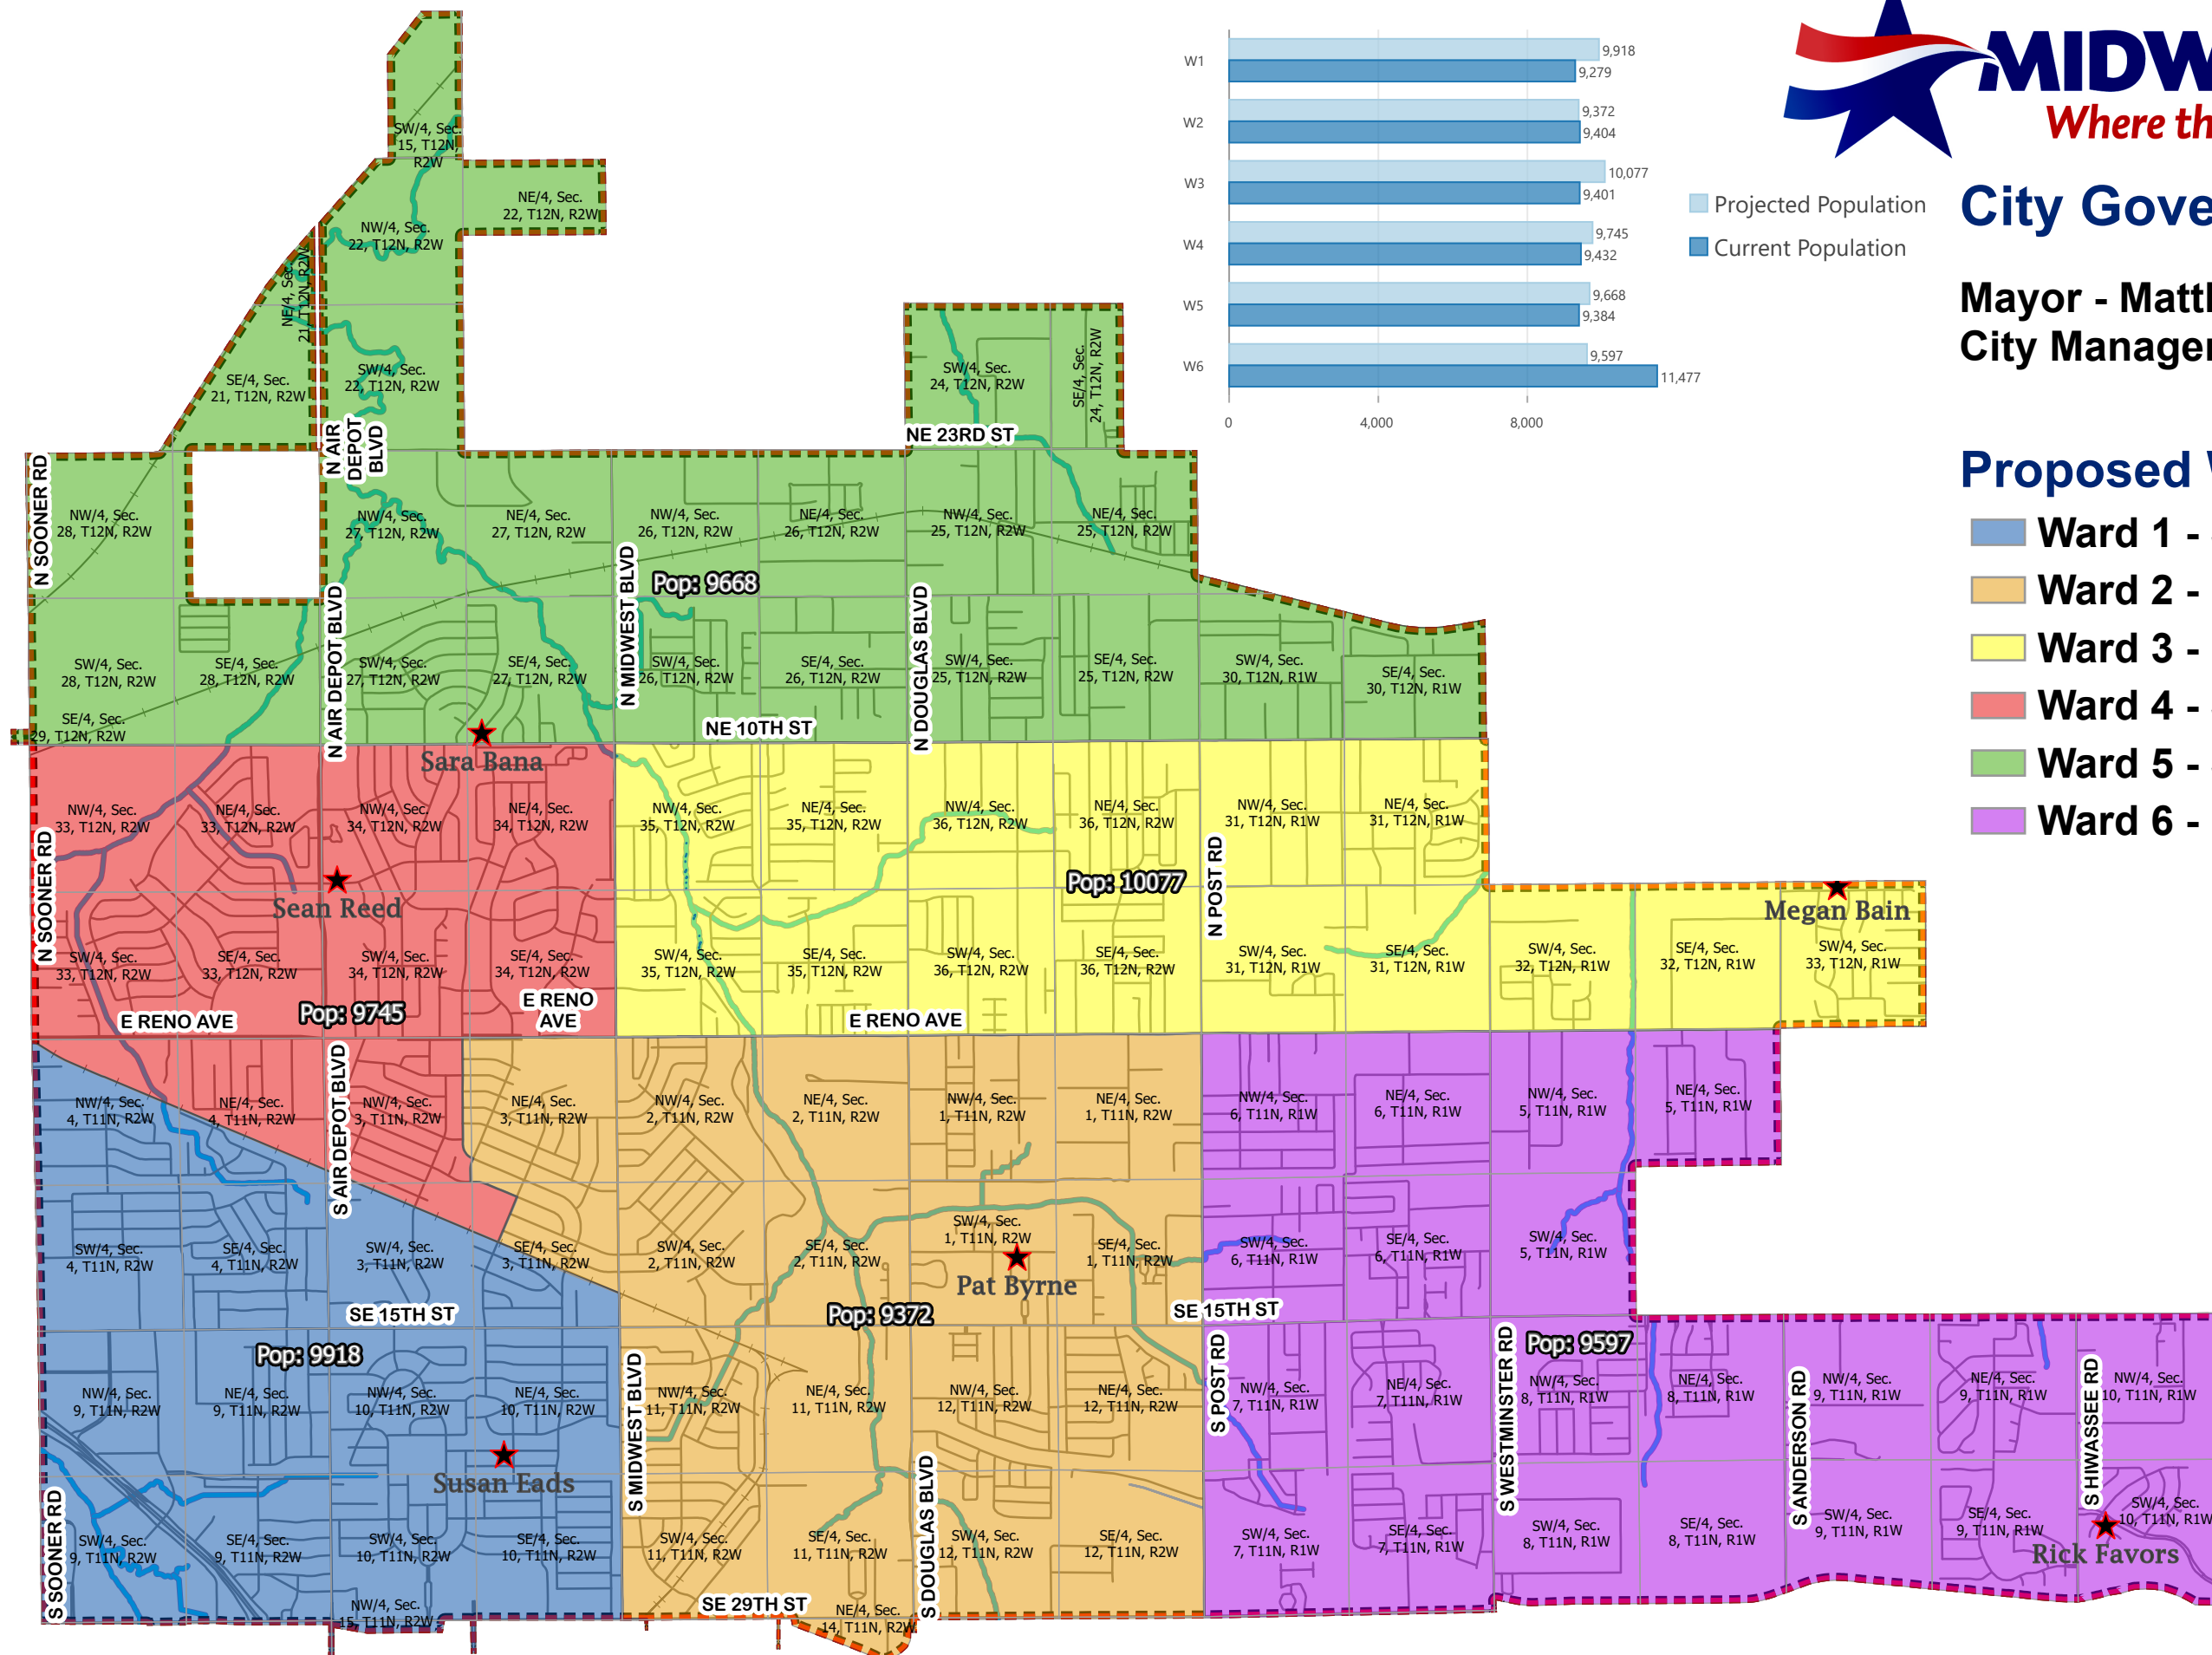 W1
9,918
9,279
W2
9,372
9,404
W3
10,077
9,401
W4
9,745
9,432
W5
9,668
9,384
W6
9,597
11,477
0
4,000
8,000
Projected Population
Current Population
MIDW
Where th
City Gove
Mayor - Matt
City Manager
Proposed
Ward 1 -
Ward 2 -
Ward 3 -
Ward 4 -
Ward 5 -
Ward 6 -
SW/4, Sec.
15, T12N,
R2W
NE/4, Sec.
22, T12N, R2W
NW/4, Sec.
22, T12N, R2W
NE/4, Sec.
21, T12N, R2W
SE/4, Sec.
21, T12N, R2W
SW/4, Sec.
22, T12N, R2W
SW/4, Sec.
24, T12N, R2W
SE/4, Sec.
24, T12N, R2W
NE 23RD ST
N AIR
DEPOT
BLVD
N SOONER RD
NW/4, Sec.
28, T12N, R2W
NW/4, Sec.
27, T12N, R2W
NE/4, Sec.
27, T12N, R2W
NW/4, Sec.
26, T12N, R2W
NE/4, Sec.
26, T12N, R2W
NW/4, Sec.
25, T12N, R2W
NE/4, Sec.
25, T12N, R2W
Pop: 9668
N MIDWEST BLVD
N AIR DEPOT BLVD
N DOUGLAS BLVD
SW/4, Sec.
28, T12N, R2W
SE/4, Sec.
28, T12N, R2W
SW/4, Sec.
27, T12N, R2W
SE/4, Sec.
27, T12N, R2W
SW/4, Sec.
26, T12N, R2W
SE/4, Sec.
26, T12N, R2W
SW/4, Sec.
25, T12N, R2W
SE/4, Sec.
25, T12N, R2W
SW/4, Sec.
30, T12N, R1W
SE/4, Sec.
30, T12N, R1W
SE/4, Sec.
29, T12N, R2W
NE 10TH ST
Sara Bana
NW/4, Sec.
33, T12N, R2W
NE/4, Sec.
33, T12N, R2W
NW/4, Sec.
34, T12N, R2W
NE/4, Sec.
34, T12N, R2W
NW/4, Sec.
35, T12N, R2W
NE/4, Sec.
35, T12N, R2W
NW/4, Sec.
36, T12N, R2W
NE/4, Sec.
36, T12N, R2W
NW/4, Sec.
31, T12N, R1W
NE/4, Sec.
31, T12N, R1W
N SOONER RD
N POST RD
Pop: 10077
Sean Reed
Megan Bain
SW/4, Sec.
33, T12N, R2W
SE/4, Sec.
33, T12N, R2W
SW/4, Sec.
34, T12N, R2W
SE/4, Sec.
34, T12N, R2W
SW/4, Sec.
35, T12N, R2W
SE/4, Sec.
35, T12N, R2W
SW/4, Sec.
36, T12N, R2W
SE/4, Sec.
36, T12N, R2W
SW/4, Sec.
31, T12N, R1W
SE/4, Sec.
31, T12N, R1W
SW/4, Sec.
32, T12N, R1W
SE/4, Sec.
32, T12N, R1W
SW/4, Sec.
33, T12N, R1W
Pop: 9745
E RENO AVE
E RENO
AVE
E RENO AVE
S AIR DEPOT BLVD
NW/4, Sec.
4, T11N, R2W
NE/4, Sec.
4, T11N, R2W
NW/4, Sec.
3, T11N, R2W
NE/4, Sec.
3, T11N, R2W
NW/4, Sec.
2, T11N, R2W
NE/4, Sec.
2, T11N, R2W
NW/4, Sec.
1, T11N, R2W
NE/4, Sec.
1, T11N, R2W
NW/4, Sec.
6, T11N, R1W
NE/4, Sec.
6, T11N, R1W
NW/4, Sec.
5, T11N, R1W
NE/4, Sec.
5, T11N, R1W
SW/4, Sec.
4, T11N, R2W
SE/4, Sec.
4, T11N, R2W
SW/4, Sec.
3, T11N, R2W
SE/4, Sec.
3, T11N, R2W
SW/4, Sec.
2, T11N, R2W
SE/4, Sec.
2, T11N, R2W
SW/4, Sec.
1, T11N, R2W
SE/4, Sec.
1, T11N, R2W
SW/4, Sec.
6, T11N, R1W
SE/4, Sec.
6, T11N, R1W
SW/4, Sec.
5, T11N, R1W
Pat Byrne
SE 15TH ST
Pop: 9372
SE 15TH ST
Pop: 9918
Pop: 9597
S MIDWEST BLVD
S POST RD
S WESTMINSTER RD
S ANDERSON RD
S HIWASSEE RD
NW/4, Sec.
9, T11N, R2W
NE/4, Sec.
9, T11N, R2W
NW/4, Sec.
10, T11N, R2W
NE/4, Sec.
10, T11N, R2W
NW/4, Sec.
11, T11N, R2W
NE/4, Sec.
11, T11N, R2W
NW/4, Sec.
12, T11N, R2W
NE/4, Sec.
12, T11N, R2W
NW/4, Sec.
7, T11N, R1W
NE/4, Sec.
7, T11N, R1W
NW/4, Sec.
8, T11N, R1W
NE/4, Sec.
8, T11N, R1W
NW/4, Sec.
9, T11N, R1W
NE/4, Sec.
9, T11N, R1W
NW/4, Sec.
10, T11N, R1W
Susan Eads
S SOONER RD
S DOUGLAS BLVD
SW/4, Sec.
9, T11N, R2W
SE/4, Sec.
9, T11N, R2W
SW/4, Sec.
10, T11N, R2W
SE/4, Sec.
10, T11N, R2W
SW/4, Sec.
11, T11N, R2W
SE/4, Sec.
11, T11N, R2W
SW/4, Sec.
12, T11N, R2W
SE/4, Sec.
12, T11N, R2W
SW/4, Sec.
7, T11N, R1W
SE/4, Sec.
7, T11N, R1W
SW/4, Sec.
8, T11N, R1W
SE/4, Sec.
8, T11N, R1W
SW/4, Sec.
9, T11N, R1W
SE/4, Sec.
9, T11N, R1W
SW/4, Sec.
10, T11N, R1W
Rick Favors
SE 29TH ST
NW/4, Sec.
15, T11N, R2W
NE/4, Sec.
14, T11N, R2W